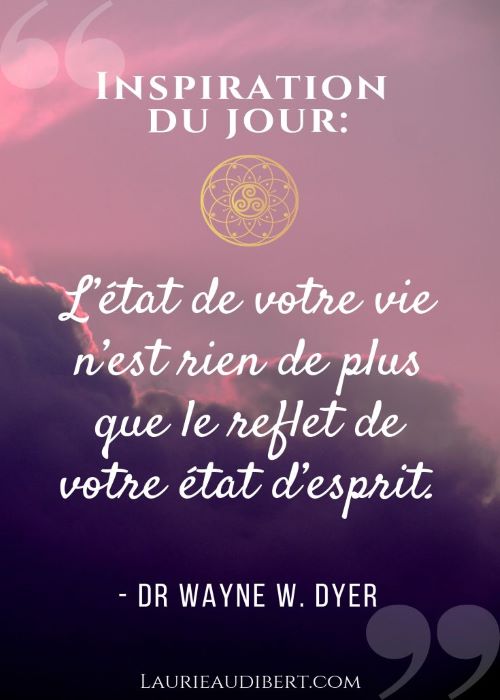 Inspiration
du jour:
L'état de votre vie
n'est rien de plus
que le reflet de
votre état d'esprit.
- DR WAYNE W. DYER
Laurieaudibert.com